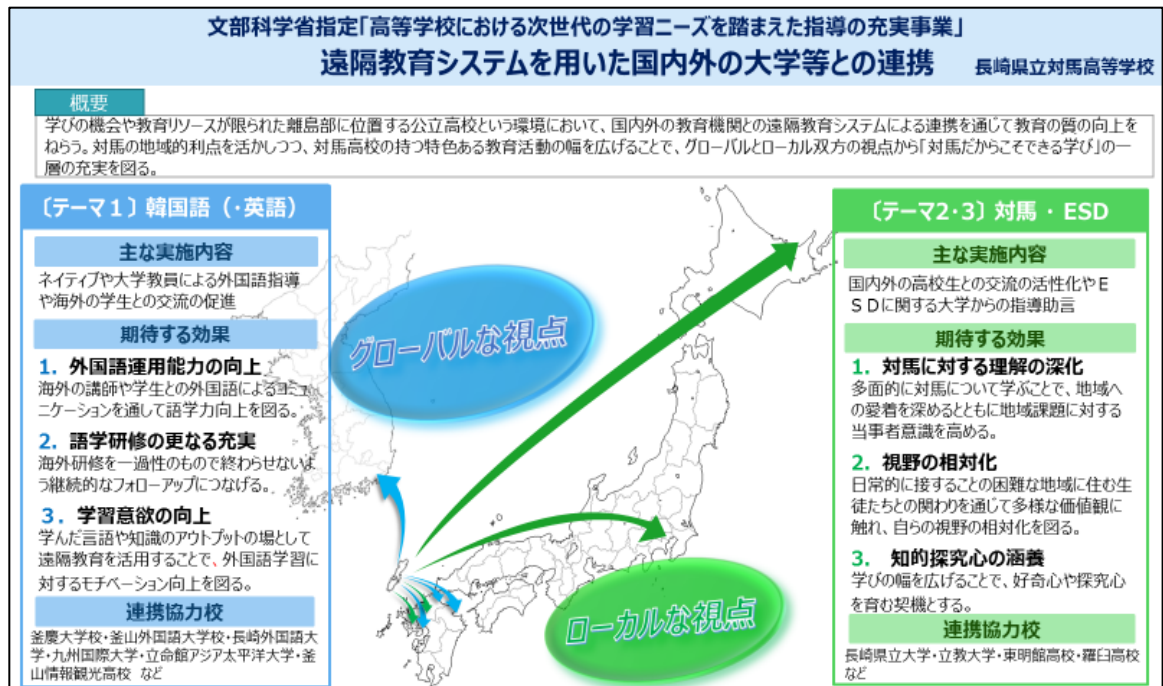 文部科学省指定「高等学校における次世代の学習ニーズを踏まえた指導の充実事業」
遠隔教育システムを用いた国内外の大学等との連携
長崎県立対馬高等学校
概要
学びの機会や教育リソースが限られた離島部に位置する公立高校という環境において、国内外の教育機関との遠隔教育システムによる連携を通じて教育の質の向上を
ねらう。対馬の地域的利点を活かしつつ、対馬高校の持つ特色ある教育活動の幅を広げることで、グローバルとローカル双方の視点から「対馬だからこそできる学び」の一
層の充実を図る。
〔テーマ1〕韓国語（・英語）
主な実施内容
ネイティブや大学教員による外国語指導
や海外の学生との交流の促進
期待する効果
1. 外国語運用能力の向上
海外の講師や学生との外国語によるコミュ
ニケーションを通して語学力向上を図る。
2. 語学研修の更なる充実
海外研修を一過性のもので終わらせないよ
う継続的なフォローアップにつなげる。
3. 学習意欲の向上
学んだ言語や知識のアウトプットの場として
遠隔教育を活用することで、外国語学習に
対するモチベーション向上を図る。
連携協力校
釜慶大学校・釜山外国語大学校・長崎外国語大
学・九州国際大学・立命館アジア太平洋大学・釜
山情報観光高校 など
グローバルな視点
ローカルな視点
〔テーマ2・3〕対馬・ESD
主な実施内容
国内外の高校生との交流の活性化やE
SDに関する大学からの指導助言
期待する効果
1. 対馬に対する理解の深化
多面的に対馬について学ぶことで、地域へ
の愛着を深めるとともに地域課題に対する
当事者意識を高める。
2. 視野の相対化
日常的に接することの困難な地域に住む生
徒たちとの関わりを通じて多様な価値観に
触れ、自らの視野の相対化を図る。
3. 知的探究心の涵養
学びの幅を広げることで、好奇心や探究心
を育む契機とする。
連携協力校
長崎県立大学・立教大学・東明館高校・羅臼高校
など